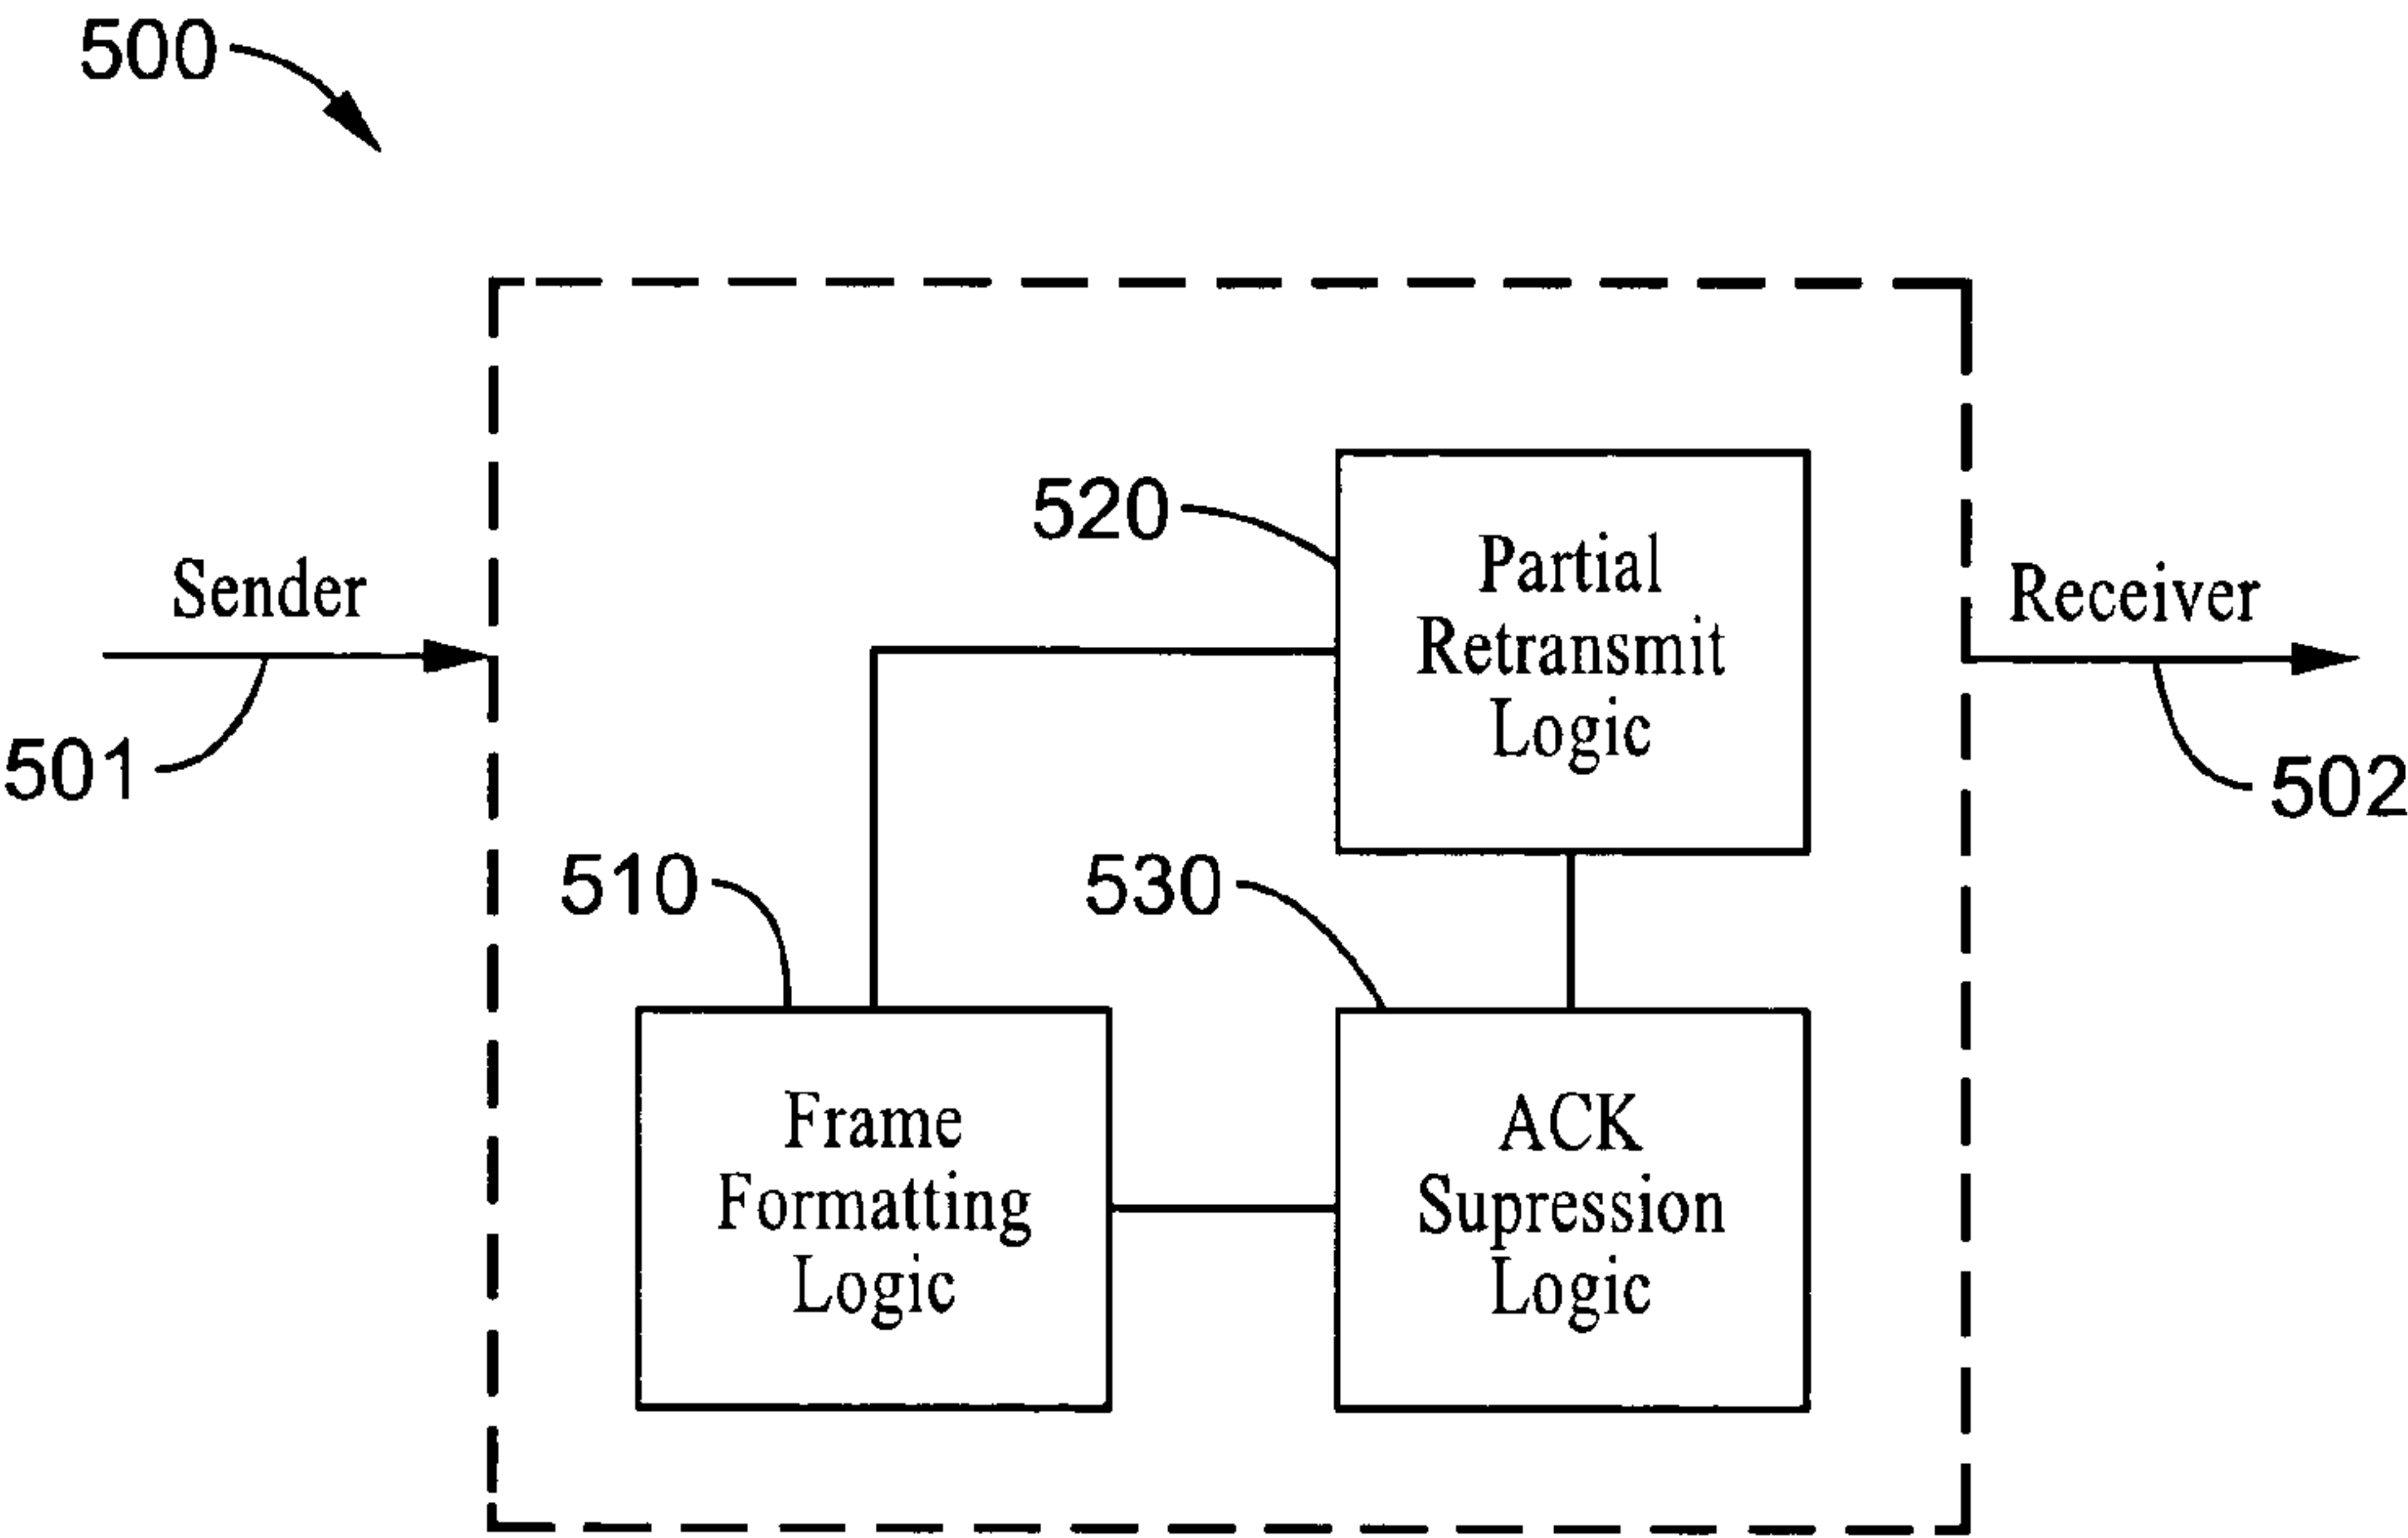 500
520
Partial
Retransmit
Logic
Sender
501
Receiver
502
510
530
Frame
Formatting
Logic
ACK
Supression
Logic